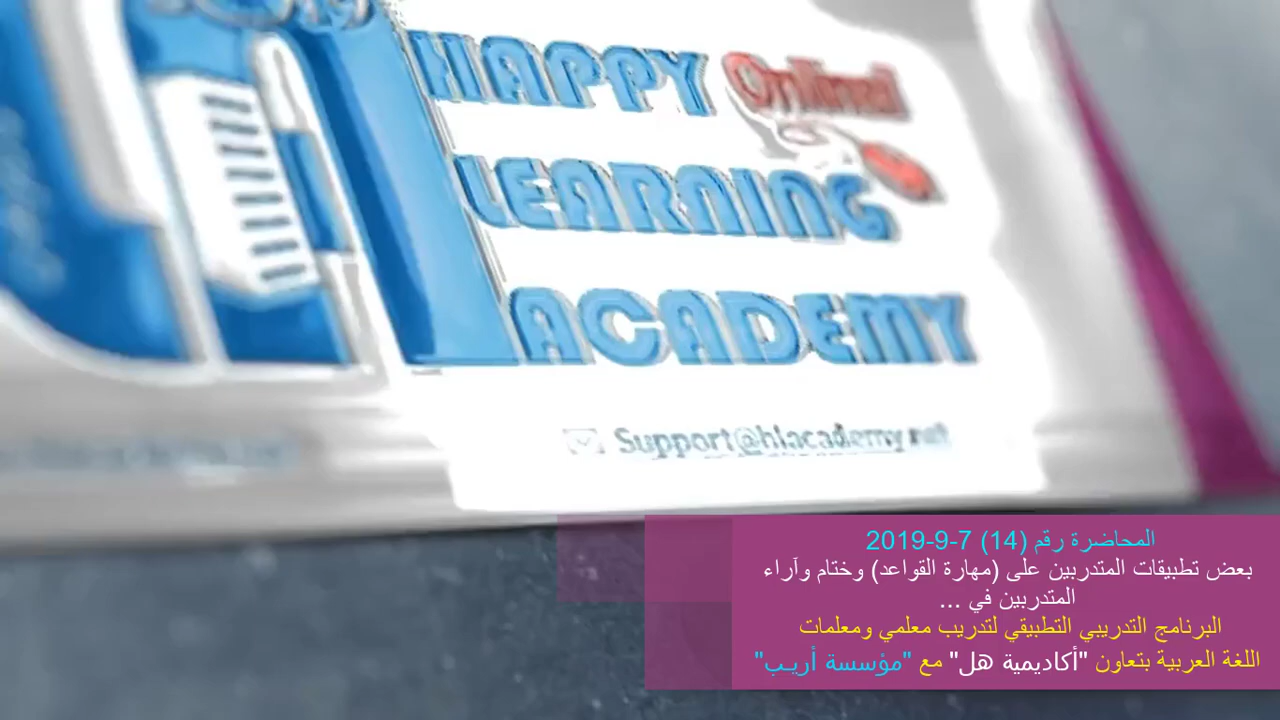 HAPPY
Online
LEARNING
ACADEMY
Support@hlacademy.net
المحاضرة رقم (14) 7-9-2019
بعض تطبيقات المتدربين على (مهارة القواعد) وختام وآراء
المتدربين في ...
البرنامج التدريبي التطبيقي لتدريب معلمي ومعلمات
اللغة العربية بتعاون "أكاديمية هل" مع "مؤسسة أريـب"